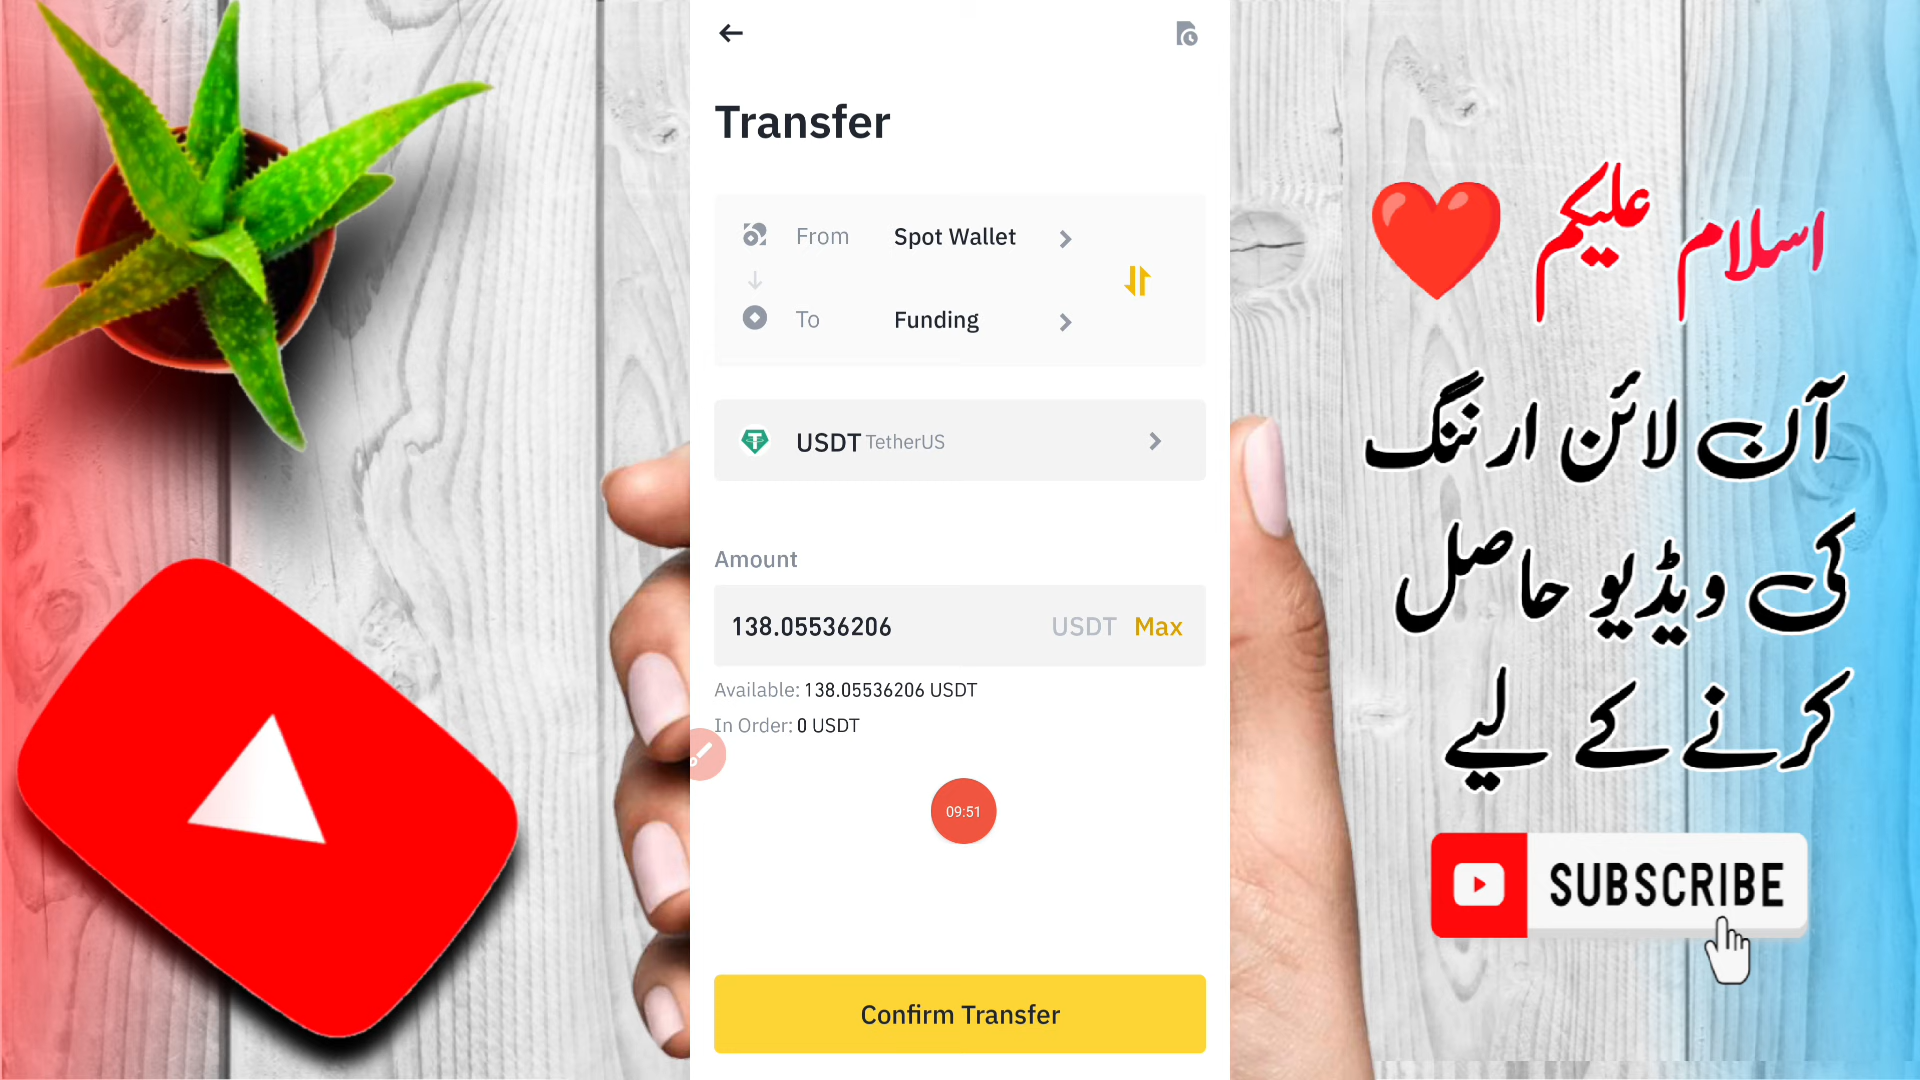 Transfer
From Spot Wallet
To Funding
USDT TetherUS
Amount
138.05536206 USDT Max
Available: 138.05536206 USDT
In Order: 0 USDT
09:51
Confirm Transfer
اسلام علیکم
آن لائن ارننگ
کی ویڈیو حاصل
کرنے کے لیے
SUBSCRIBE